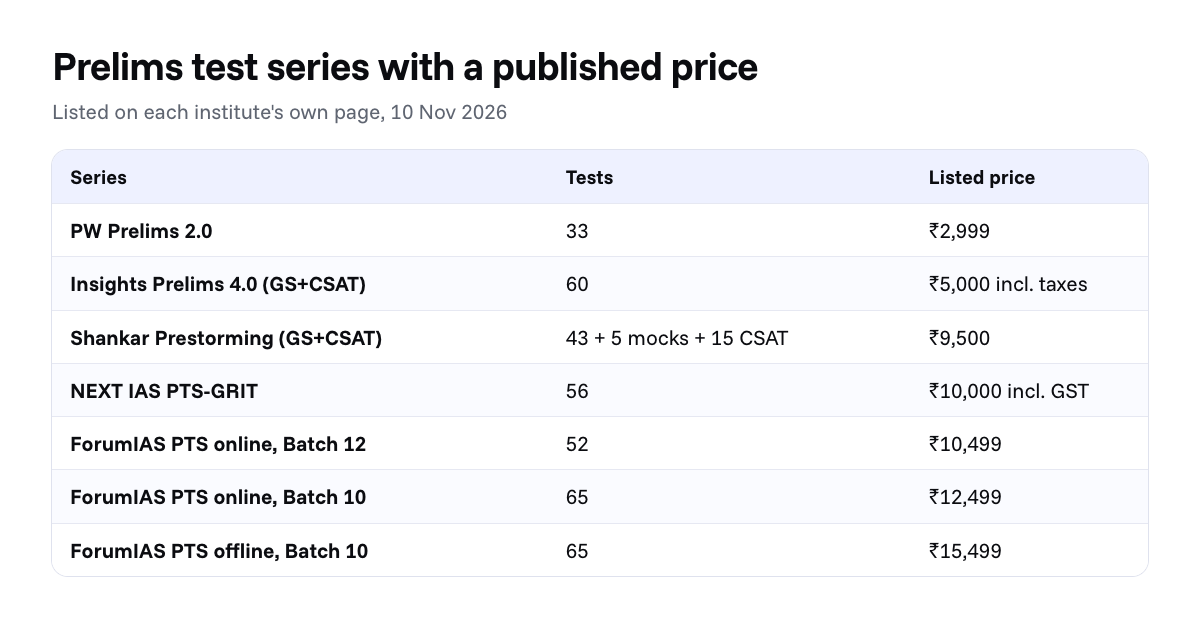 Prelims test series with a published price
Listed on each institute's own page, 10 Nov 2026
Series Tests Listed price
PW Prelims 2.0 33 ₹2,999
Insights Prelims 4.0 (GS+CSAT) 60 ₹5,000 incl. taxes
Shankar Prestorming (GS+CSAT) 43 + 5 mocks + 15 CSAT ₹9,500
NEXT IAS PTS-GRIT 56 ₹10,000 incl. GST
ForumIAS PTS online, Batch 12 52 ₹10,499
ForumIAS PTS online, Batch 10 65 ₹12,499
ForumIAS PTS offline, Batch 10 65 ₹15,499